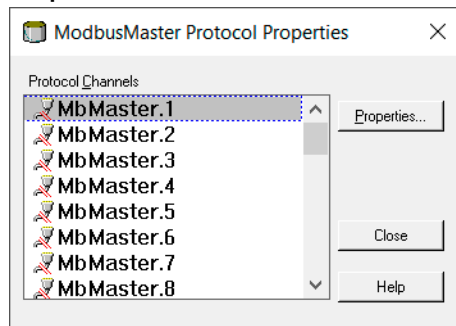 ModbusMaster Protocol Properties
Protocol Channels
MbMaster.1
MbMaster.2
MbMaster.3
MbMaster.4
MbMaster.5
MbMaster.6
MbMaster.7
MbMaster.8
Properties...
Close
Help